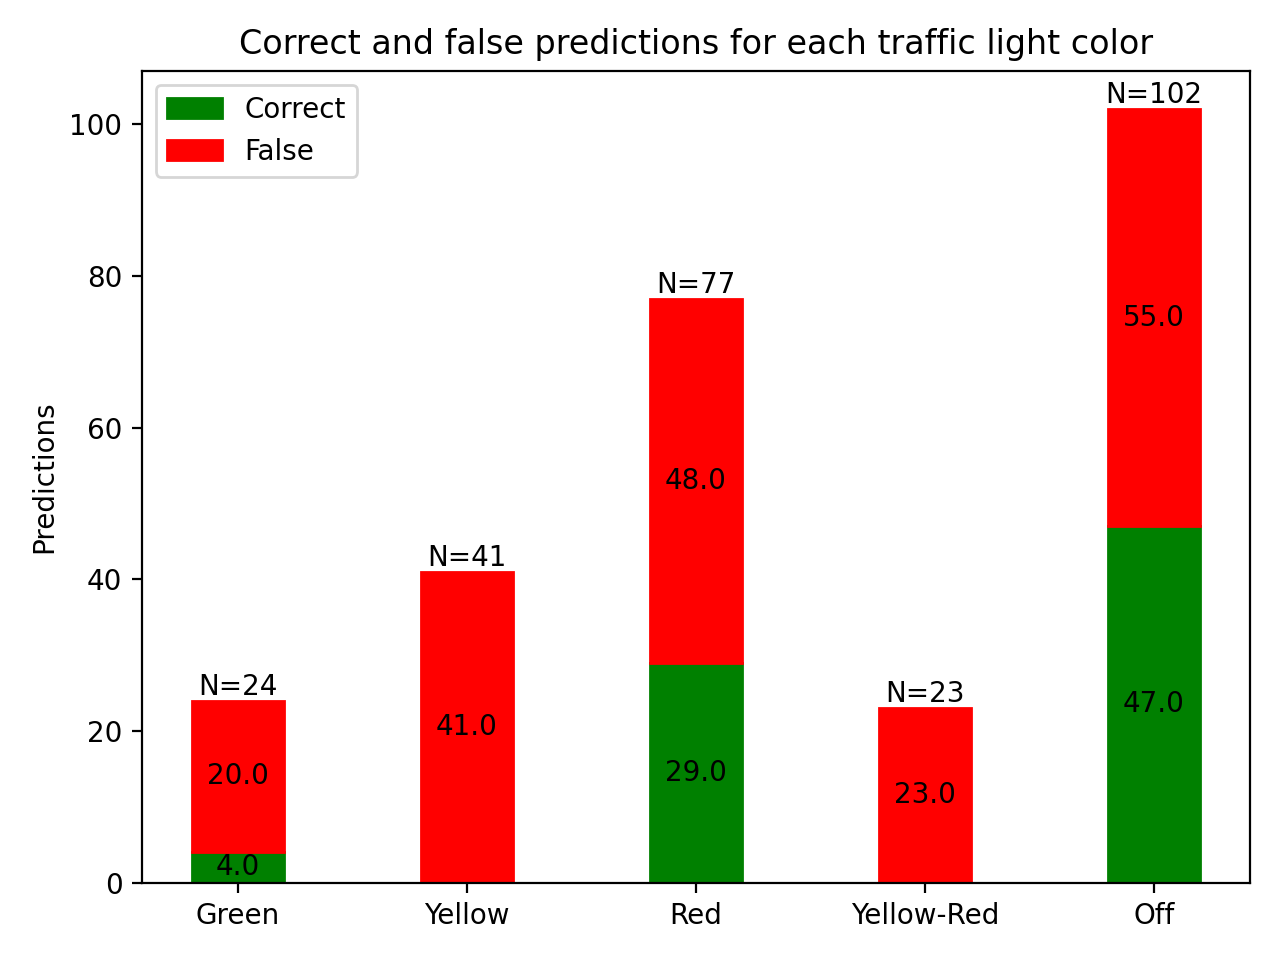 Correct and false predictions for each traffic light color
Correct
False
Predictions
100
80
60
40
20
0
N=24
20.0
4.0
N=41
41.0
N=77
48.0
29.0
N=23
23.0
N=102
55.0
47.0
Green
Yellow
Red
Yellow-Red
Off